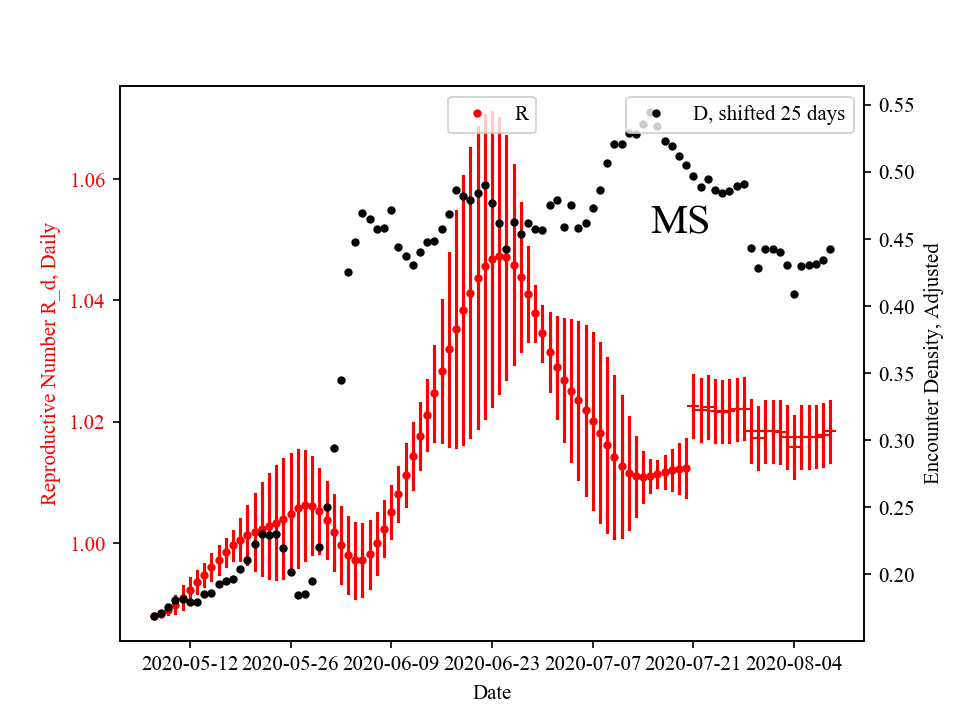 R
D, shifted 25 days
MS
Reproductive Number R_d, Daily
1.06
1.04
1.02
1.00
0.55
0.50
0.45
0.40
0.35
0.30
0.25
0.20
Encounter Density, Adjusted
2020-05-12 2020-05-26 2020-06-09 2020-06-23 2020-07-07 2020-07-21 2020-08-04
Date